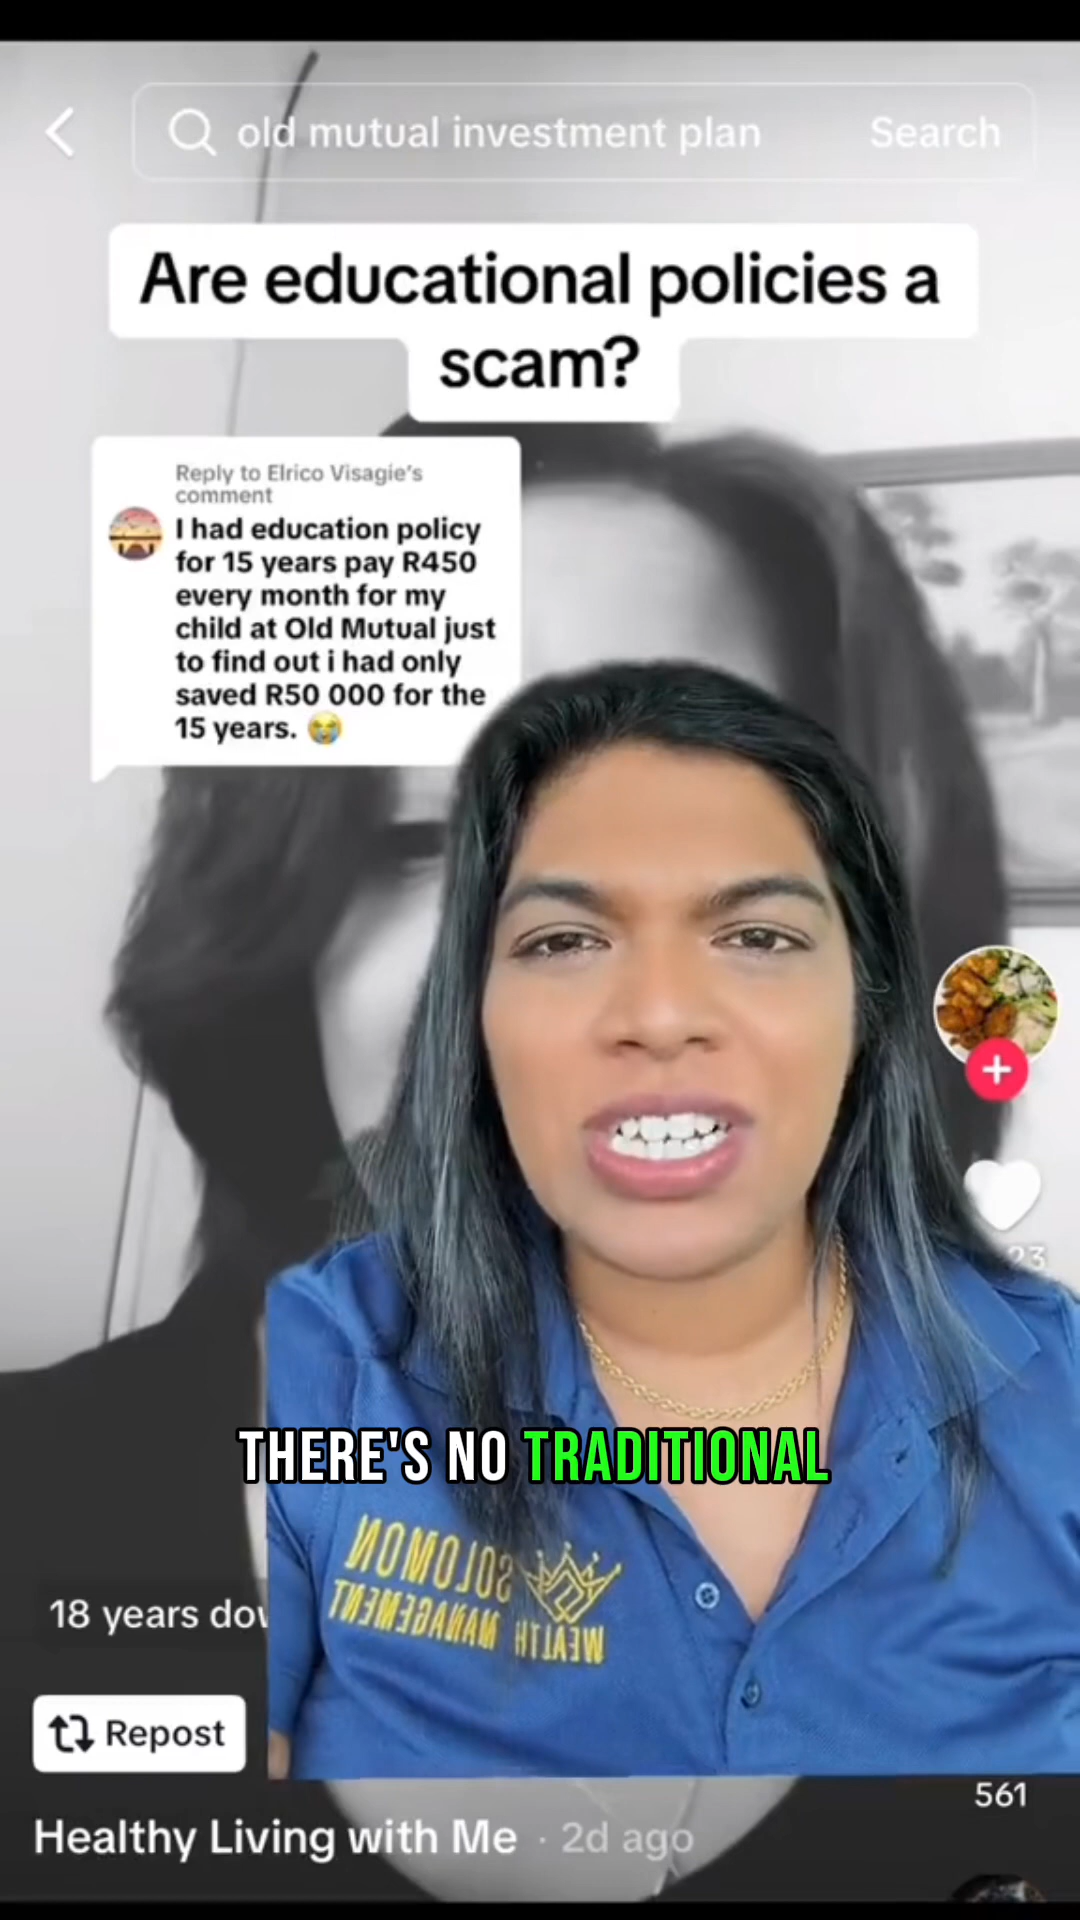 old mutual investment plan Search
Are educational policies a
scam?
Reply to Elrico Visagie's
comment
I had education policy
for 15 years pay R450
every month for my
child at Old Mutual just
to find out i had only
saved R50 000 for the
15 years. 😭
23
THERE'S NO TRADITIONAL
SOLOMON
WEALTH MANAGEMENT
18 years dow
Repost
561
Healthy Living with Me · 2d ago